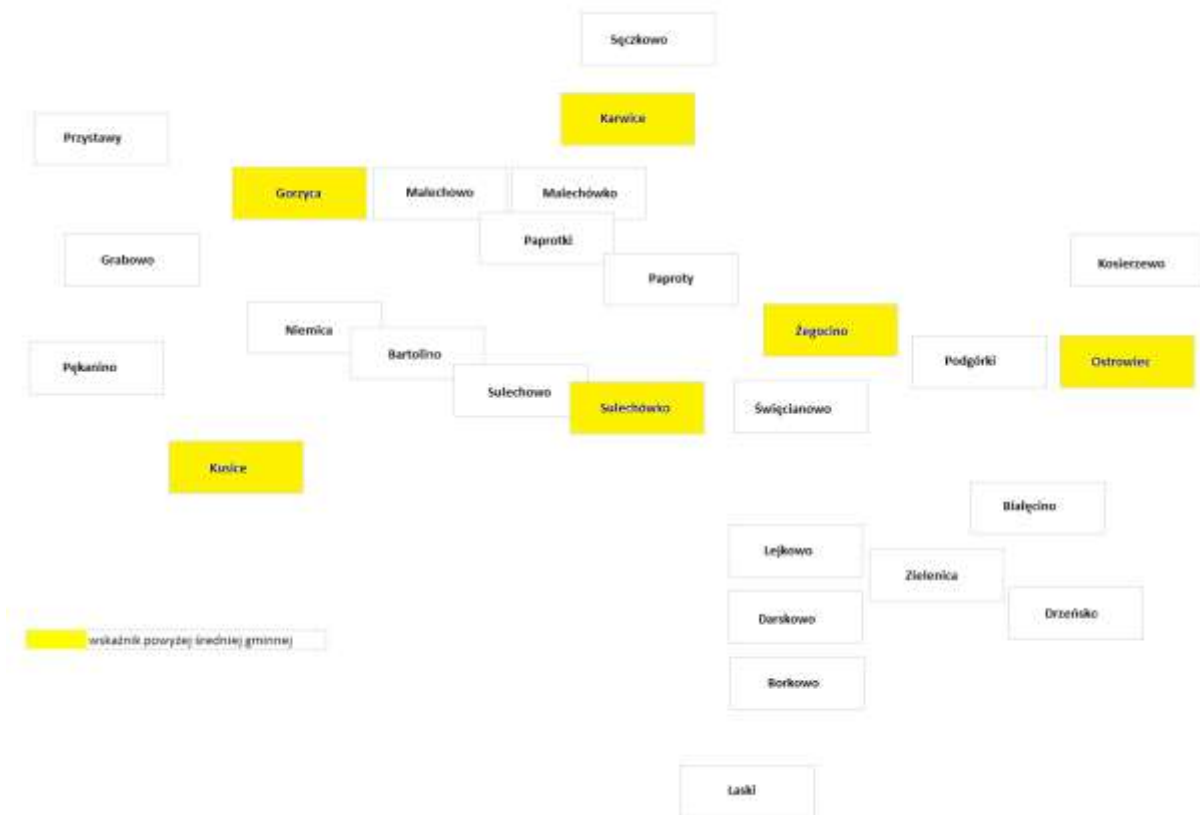 Sęczkowo
Karwice
Przystawy
Gorzyca
Malechowo
Malechówko
Paprotki
Grabowo
Kosierzewo
Paproty
Niemica
Żegocino
Bartolino
Podgórki
Ostrowiec
Pękanino
Sulechowo
Sulechówko
Święcianowo
Kusice
Białęcino
Lejkowo
Zielenica
Darskowo
Drzeńsko
wskaźnik powyżej średniej gminnej
Borkowo
Laski